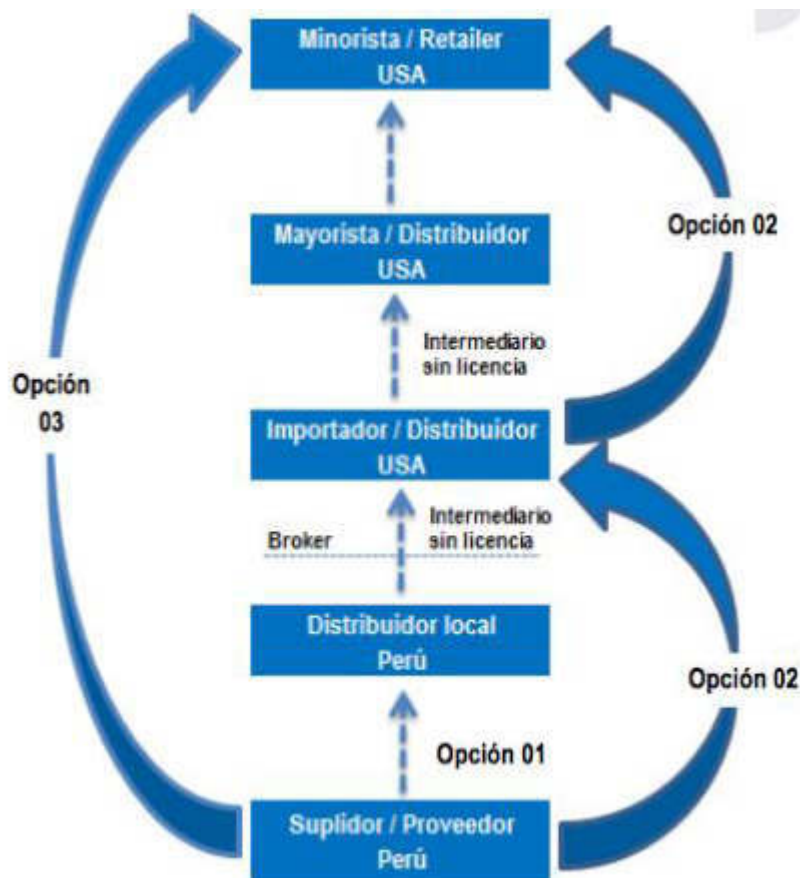 Minorista / Retailer
USA
Opción 02
Mayorista / Distribuidor
USA
Intermediario
sin licencia
Opción
03
Importador / Distribuidor
USA
Broker
Intermediario
sin licencia
Distribuidor local
Perú
Opción 02
Opción 01
Suplidor / Proveedor
Perú